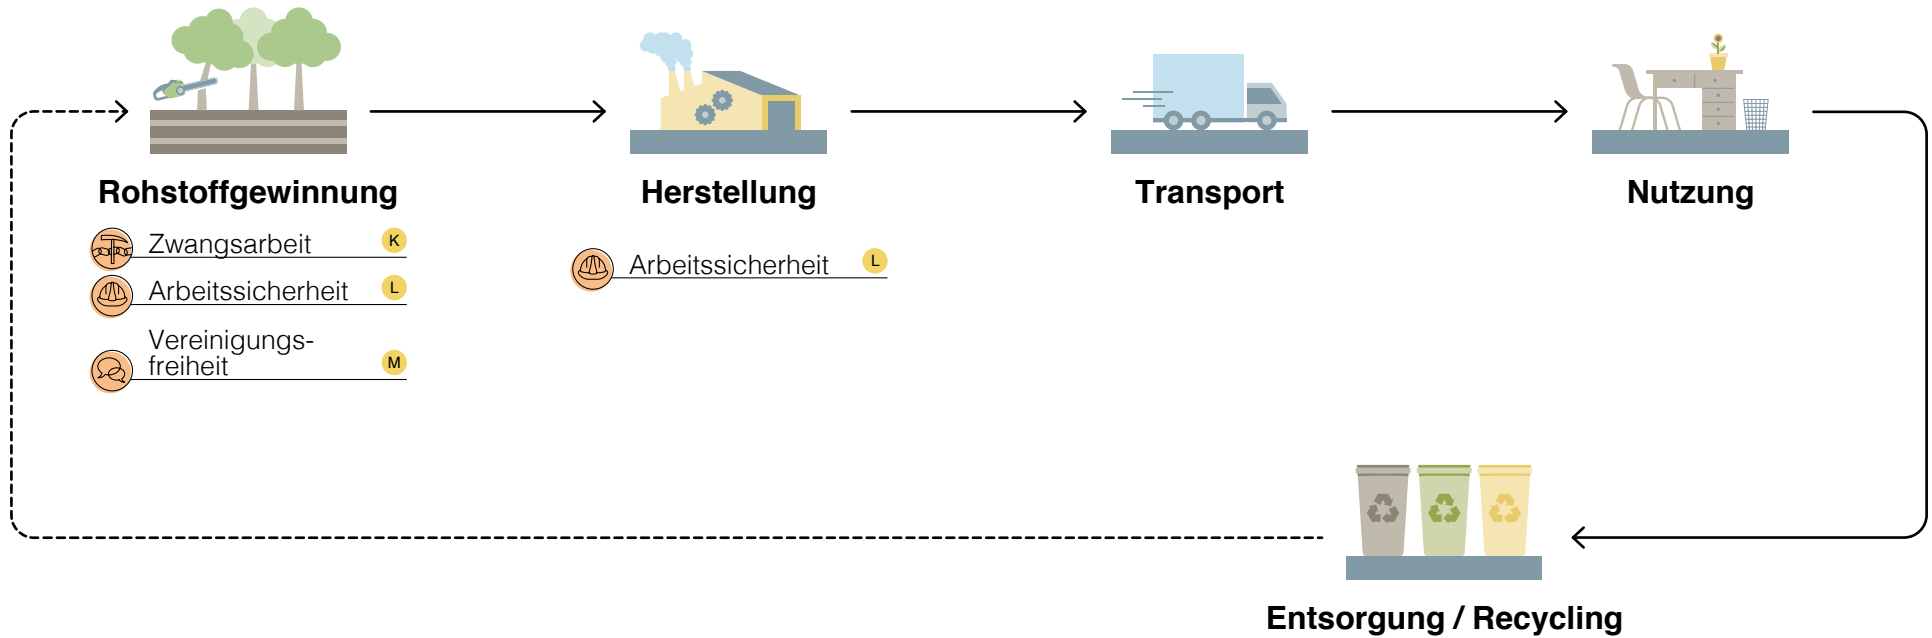 Rohstoffgewinnung
Zwangsarbeit K
Arbeitssicherheit L
Vereinigungs-
freiheit M
Herstellung
Arbeitssicherheit L
Transport
Nutzung
Entsorgung / Recycling